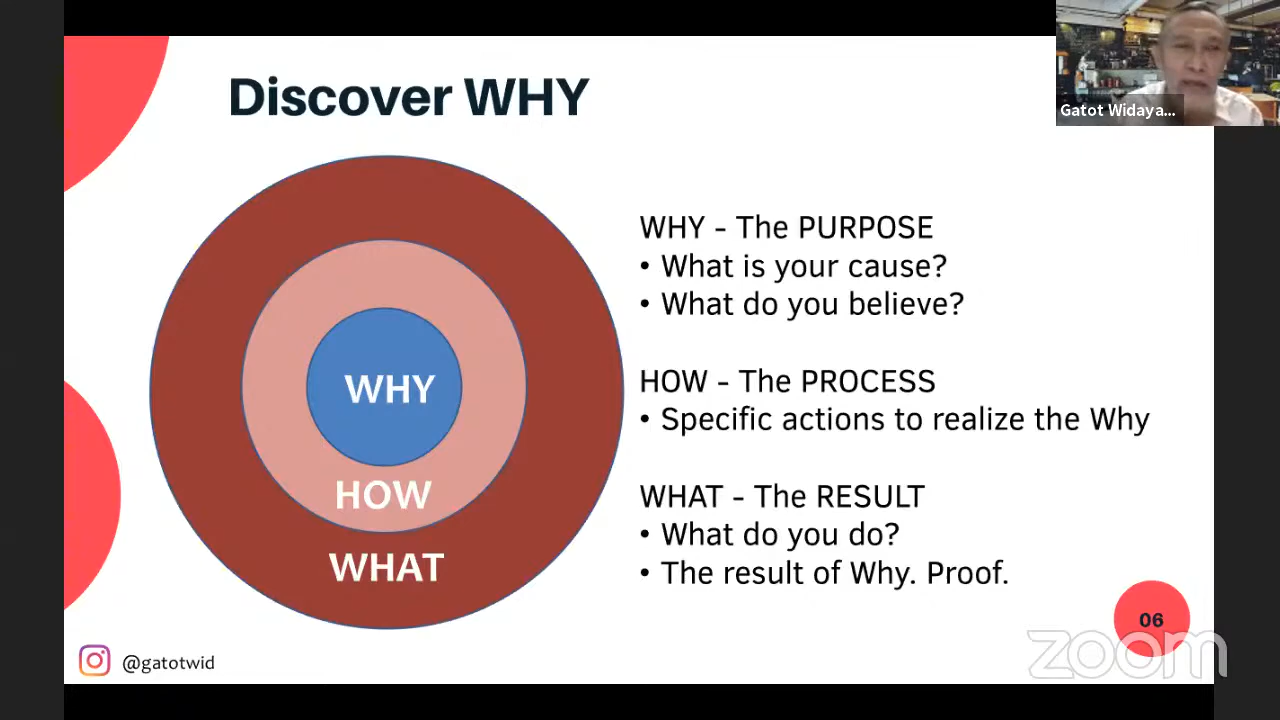 Discover WHY
Gatot Widaya...
WHY - The PURPOSE
• What is your cause?
• What do you believe?
HOW - The PROCESS
• Specific actions to realize the Why
WHAT - The RESULT
• What do you do?
• The result of Why. Proof.
WHY
HOW
WHAT
06
zoom
@gatotwid